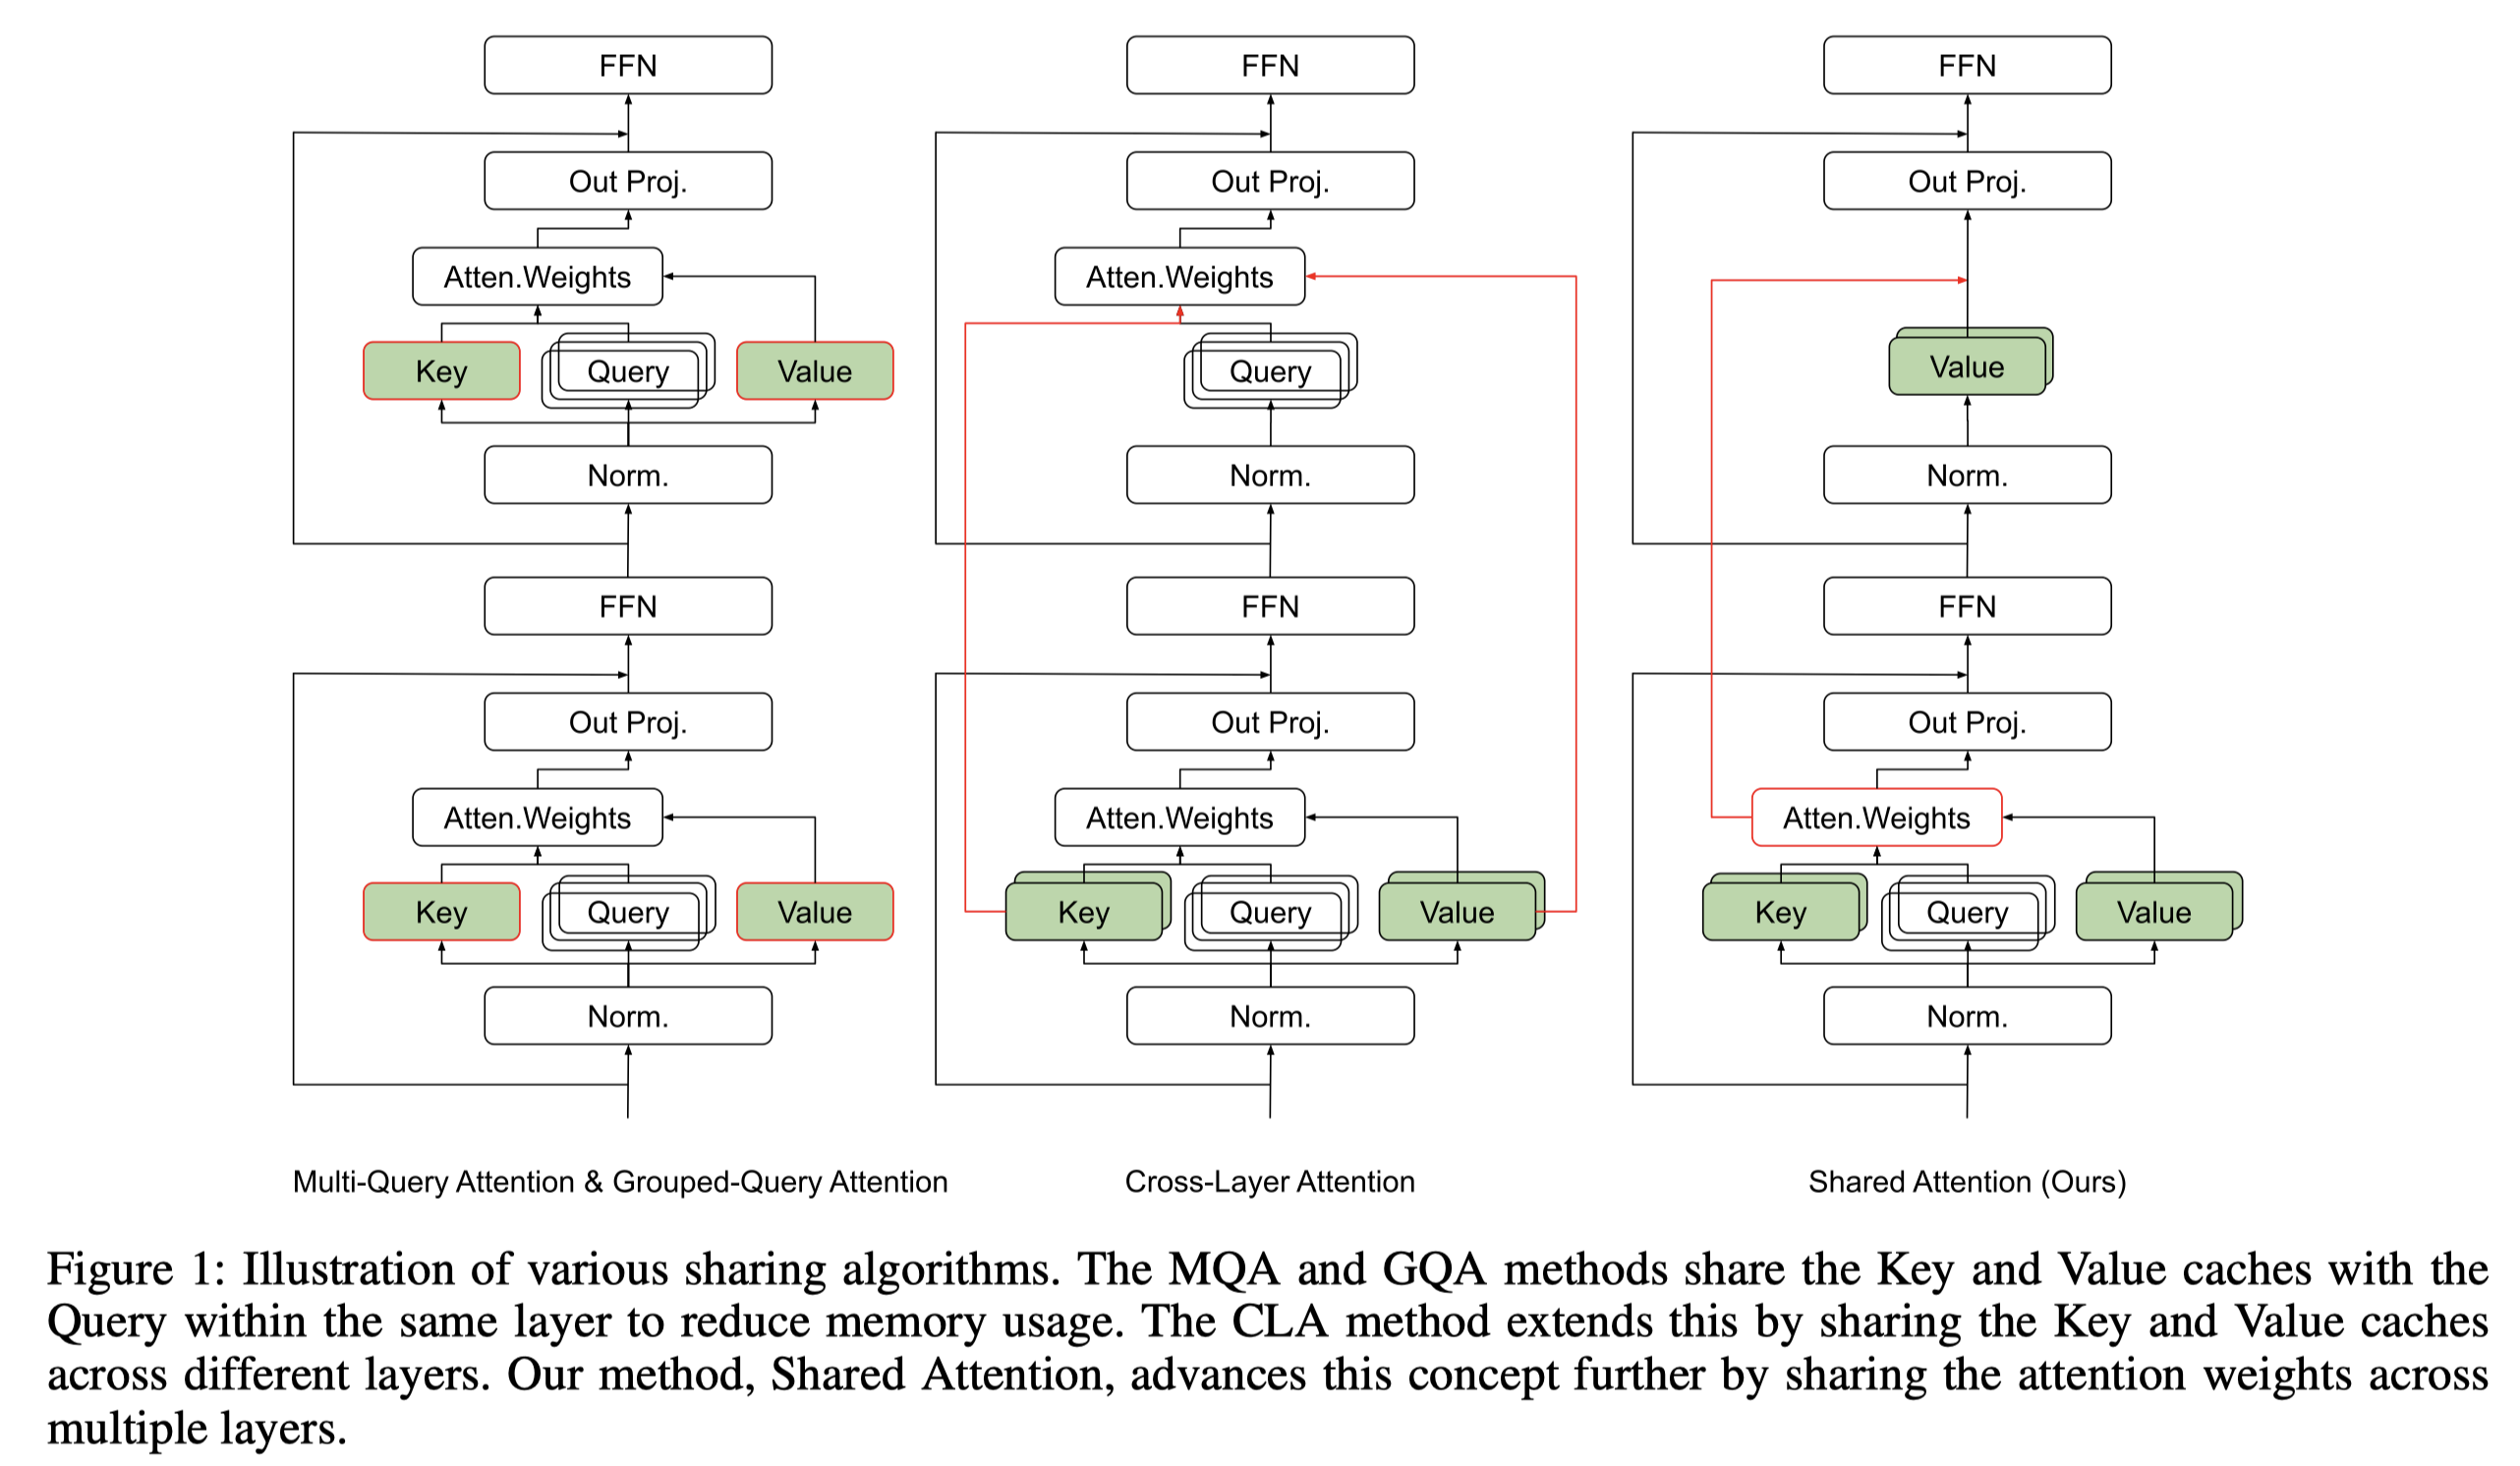 FFN
FFN
FFN
Out Proj.
Out Proj.
Out Proj.
Atten.Weights
Atten.Weights
Key
Query
Value
Query
Value
Norm.
Norm.
Norm.
FFN
FFN
FFN
Out Proj.
Out Proj.
Out Proj.
Atten.Weights
Atten.Weights
Atten.Weights
Key
Query
Value
Key
Query
Value
Key
Query
Value
Norm.
Norm.
Norm.
Multi-Query Attention & Grouped-Query Attention
Cross-Layer Attention
Shared Attention (Ours)
Figure 1: Illustration of various sharing algorithms. The MQA and GQA methods share the Key and Value caches with the
Query within the same layer to reduce memory usage. The CLA method extends this by sharing the Key and Value caches
across different layers. Our method, Shared Attention, advances this concept further by sharing the attention weights across
multiple layers.